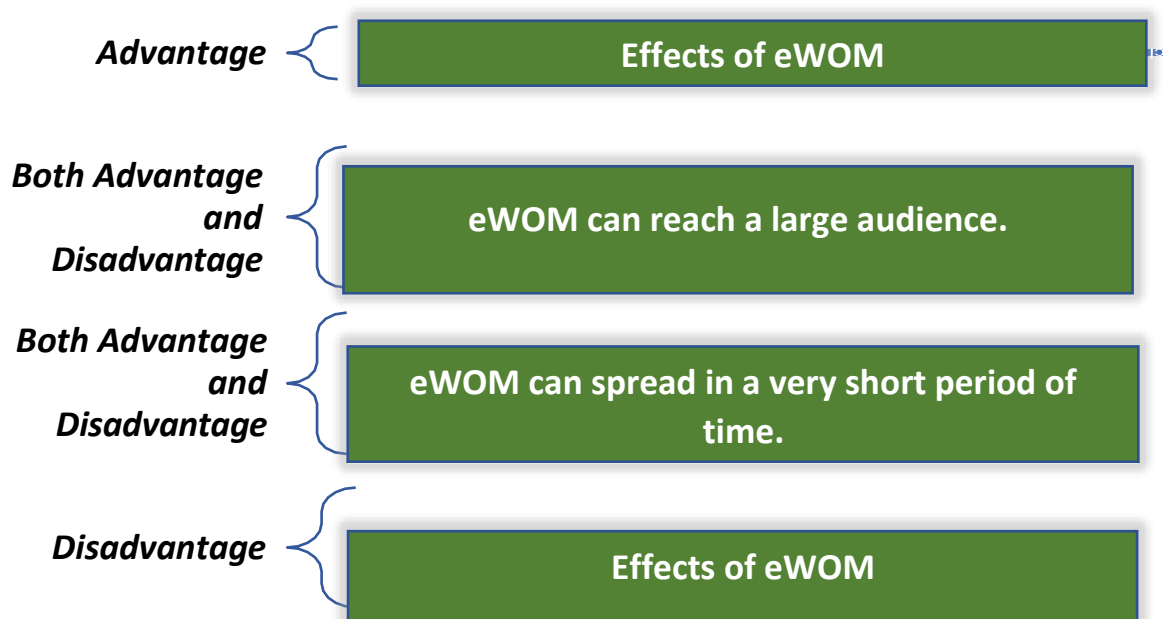 Advantage
Effects of eWOM
Both Advantage
and
Disadvantage
eWOM can reach a large audience.
Both Advantage
and
Disadvantage
eWOM can spread in a very short period of
time.
Disadvantage
Effects of eWOM